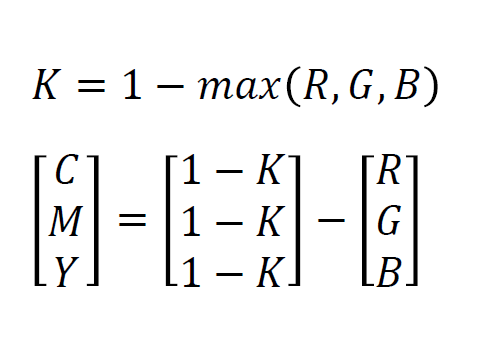 K = 1 − max(R, G, B)
[C] = [1 − K] − [R]
[M] = [1 − K] − [G]
[Y] = [1 − K] − [B]